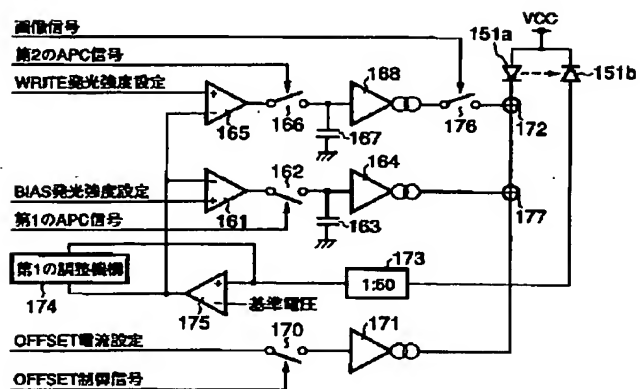 画像信号
第2のAPC信号
WRITE発光強度設定
VCC
151a
151b
168
165
166
167
176
172
162
164
BIAS発光強度設定
第1のAPC信号
161
163
177
第1の調整機構
174
175
基準電圧
173
1:50
OFFSET電流設定
170
171
OFFSET制御信号